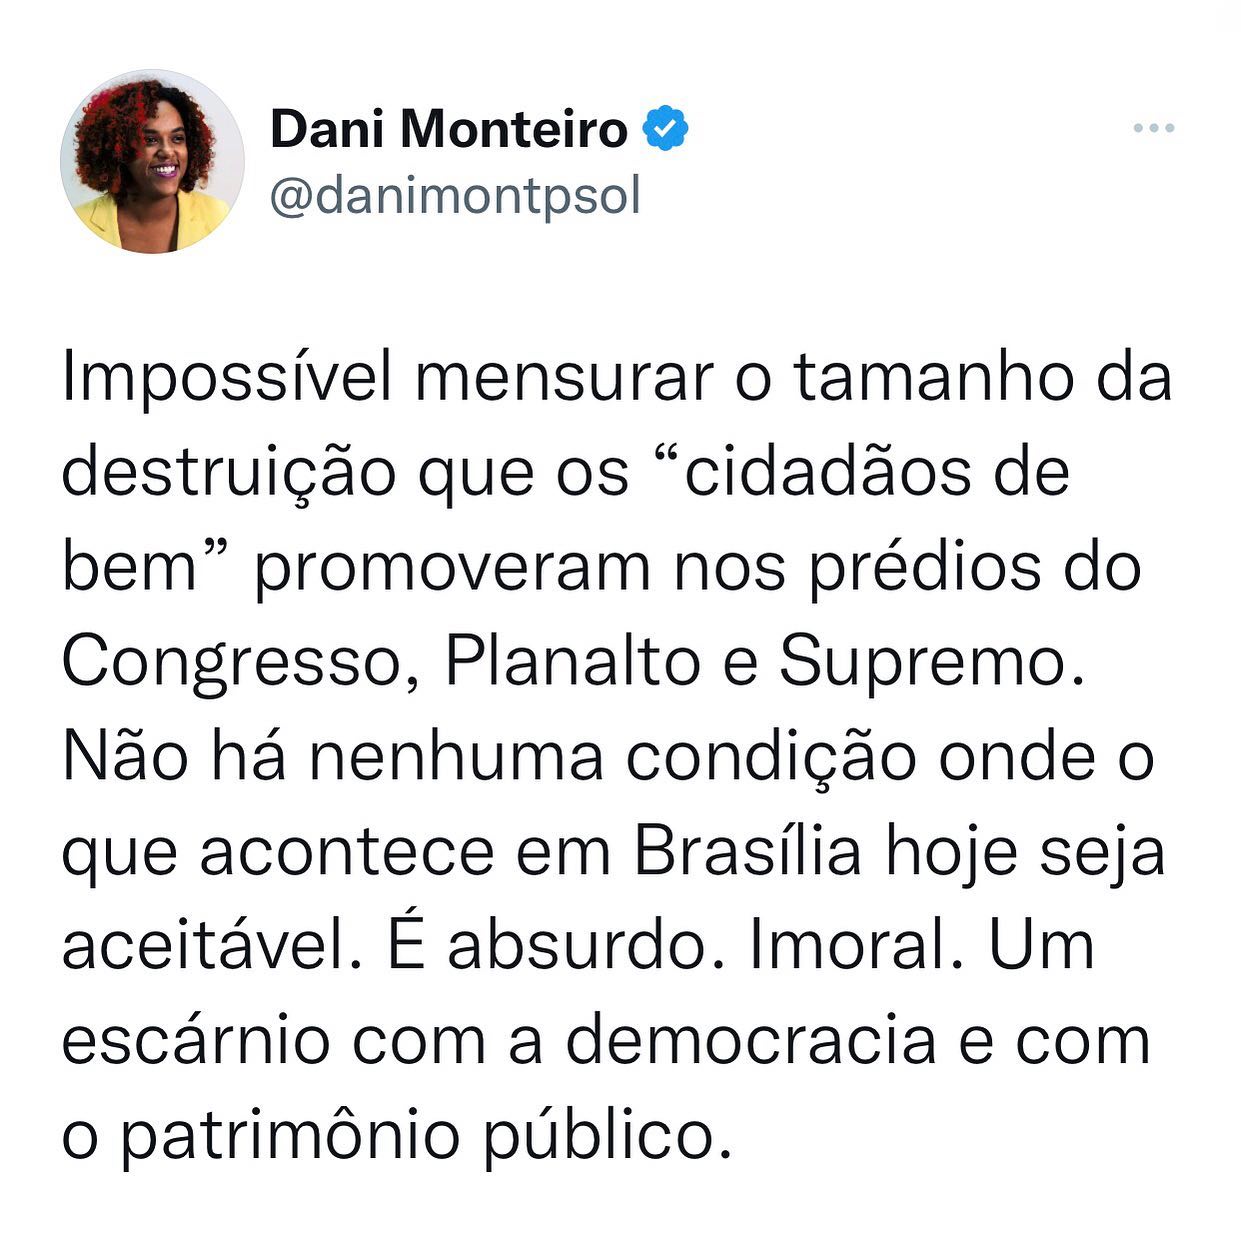 Dani Monteiro
@danimontpsol
Impossível mensurar o tamanho da
destruição que os “cidadãos de
bem” promoveram nos prédios do
Congresso, Planalto e Supremo.
Não há nenhuma condição onde o
que acontece em Brasília hoje seja
aceitável. É absurdo. Imoral. Um
escárnio com a democracia e com
o patrimônio público.